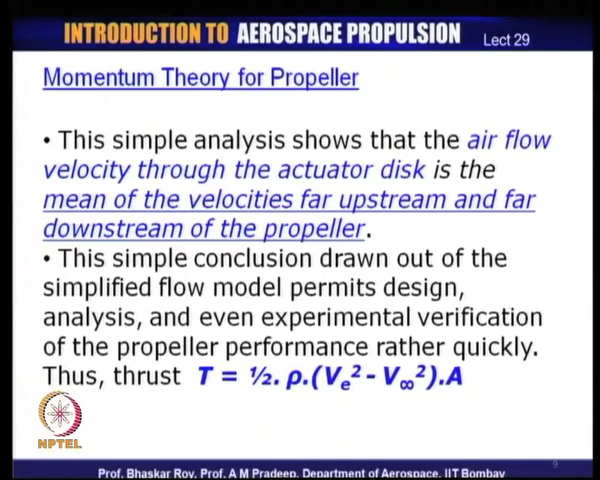 INTRODUCTION TO AEROSPACE PROPULSION Lect 29
Momentum Theory for Propeller
• This simple analysis shows that the air flow
velocity through the actuator disk is the
mean of the velocities far upstream and far
downstream of the propeller.
• This simple conclusion drawn out of the
simplified flow model permits design,
analysis, and even experimental verification
of the propeller performance rather quickly.
Thus, thrust T = ½. ρ.(Vₑ² - V∞²).A
NPTEL
9
Prof. Bhaskar Roy, Prof. A M Pradeep, Department of Aerospace, IIT Bombay